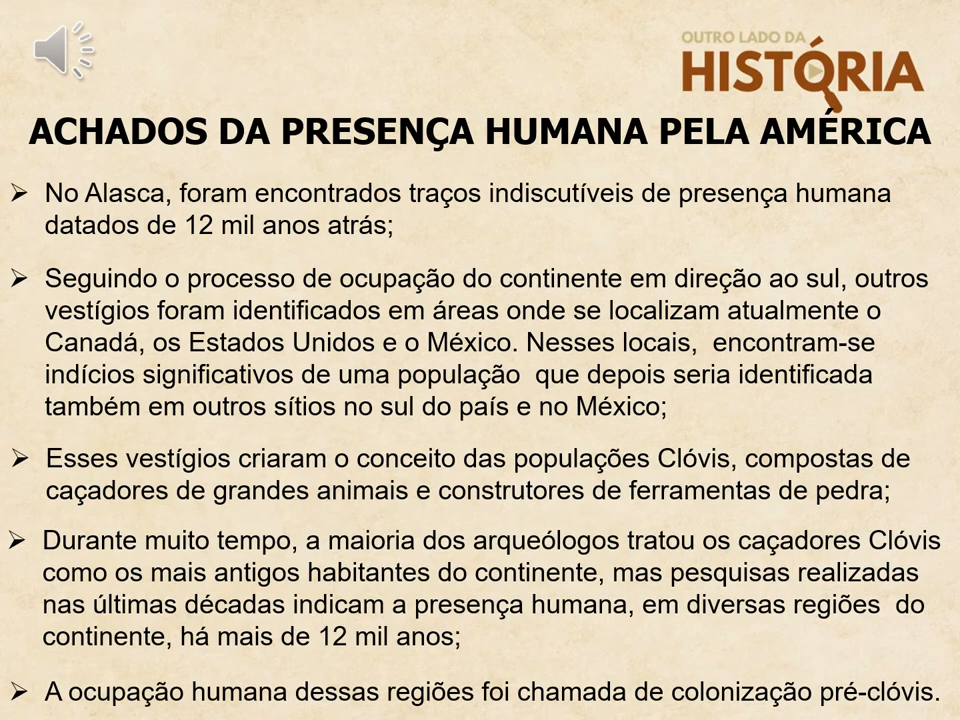 OUTRO LADO DA
HISTÓRIA
ACHADOS DA PRESENÇA HUMANA PELA AMÉRICA
➢ No Alasca, foram encontrados traços indiscutíveis de presença humana
datados de 12 mil anos atrás;
➢ Seguindo o processo de ocupação do continente em direção ao sul, outros
vestígios foram identificados em áreas onde se localizam atualmente o
Canadá, os Estados Unidos e o México. Nesses locais, encontram-se
indícios significativos de uma população que depois seria identificada
também em outros sítios no sul do país e no México;
➢ Esses vestígios criaram o conceito das populações Clóvis, compostas de
caçadores de grandes animais e construtores de ferramentas de pedra;
➢ Durante muito tempo, a maioria dos arqueólogos tratou os caçadores Clóvis
como os mais antigos habitantes do continente, mas pesquisas realizadas
nas últimas décadas indicam a presença humana, em diversas regiões do
continente, há mais de 12 mil anos;
➢ A ocupação humana dessas regiões foi chamada de colonização pré-clóvis.